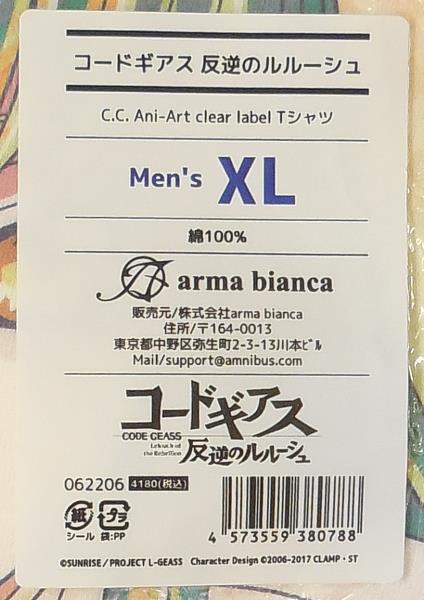 コードギアス 反逆のルルーシュ
C.C. Ani-Art clear label Tシャツ
Men's XL
綿100%
arma bianca
販売元/株式会社arma bianca
住所/〒164-0013
東京都中野区弥生町2-3-13川本ﾋﾞﾙ
Mail/support@amnibus.com
コードギアス
CODE GEASS
Lelouch of
the Rebellion
反逆のルルーシュ
062206 4180(税込)
紙 プラ
シール 袋:PP
4 573559 380788
©SUNRISE/PROJECT L-GEASS Character Design ©2006-2017 CLAMP・ST